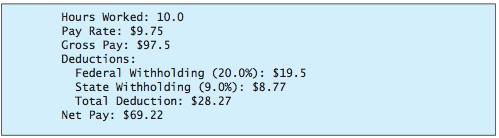 Hours Worked: 10.0
Pay Rate: $9.75
Gross Pay: $97.5
Deductions:
Federal Withholding (20.0%): $19.5
State Withholding (9.0%): $8.77
Total Deduction: $28.27
Net Pay: $69.22